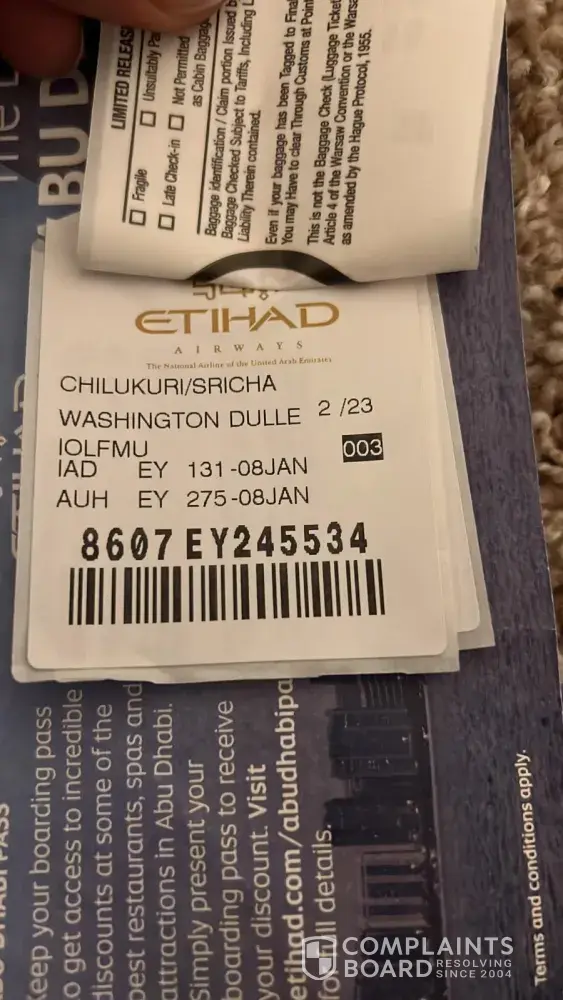 LIMITED RELEAS
Fragile
Unsuitably Pa
Late Check-in
Not Permitted
as Cabin Baggag
Baggage identification / Claim portion Issued b
Baggage Checked Subject to Tariffs, Including L
Liability Therein contained.
Even if your baggage has been Tagged to Final
You may Have to clear Through Customs at Point
This is not the Baggage Check (Luggage Ticket
Article 4 of the Warsaw Convention or the Warsa
as amended by the Hague Protocol, 1955.
ABU D
ETIHAD
AIRWAYS
The National Airline of the United Arab Emirates
CHILUKURI/SRICHA
WASHINGTON DULLE 2 /23
IOLFMU 003
IAD EY 131-08JAN
AUH EY 275-08JAN
8607 EY245534
Keep your boarding pass
to get access to incredible
discounts at some of the
best restaurants, spas and
attractions in Abu Dhabi.
Simply present your
boarding pass to receive
your discount. Visit
etihad.com/abudhabipa
for all details.
Terms and conditions apply.
COMPLAINTS
BOARD RESOLVING
SINCE 2004